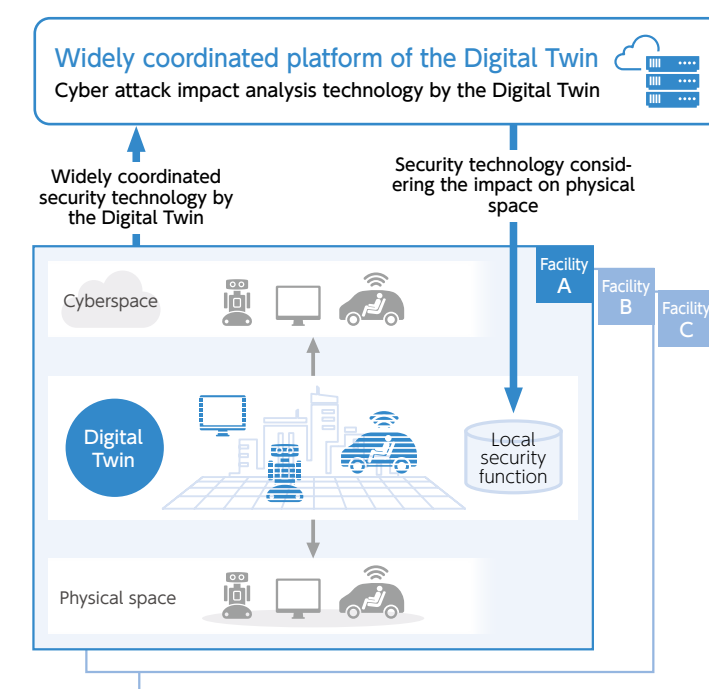 Widely coordinated platform of the Digital Twin
Cyber attack impact analysis technology by the Digital Twin
Widely coordinated
security technology by
the Digital Twin
Security technology consid-
ering the impact on physical
space
Facility
A
Facility
B
Facility
C
Cyberspace
Digital
Twin
Local
security
function
Physical space